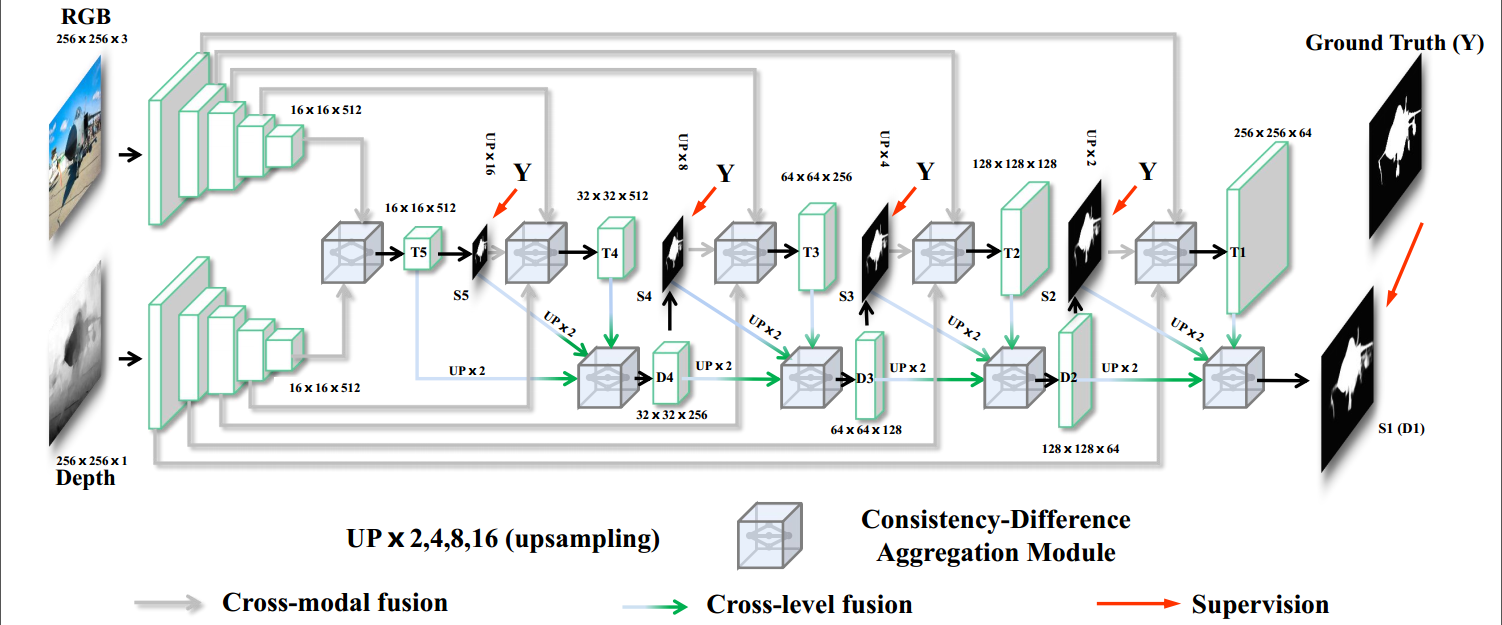 RGB
256 x 256 x 3
Ground Truth (Y)
16 x 16 x 512
UP x 16
Y
UP x 8
Y
UP x 4
Y
UP x 2
Y
256 x 256 x 64
16 x 16 x 512
32 x 32 x 512
64 x 64 x 256
128 x 128 x 128
T5
S5
T4
S4
T3
S3
T2
S2
T1
UP x 2
UP x 2
UP x 2
UP x 2
UP x 2
D4
UP x 2
D3
UP x 2
D2
UP x 2
16 x 16 x 512
32 x 32 x 256
64 x 64 x 128
128 x 128 x 64
S1 (D1)
256 x 256 x 1
Depth
UP x 2,4,8,16 (upsampling)
Consistency-Difference
Aggregation Module
Cross-modal fusion
Cross-level fusion
Supervision